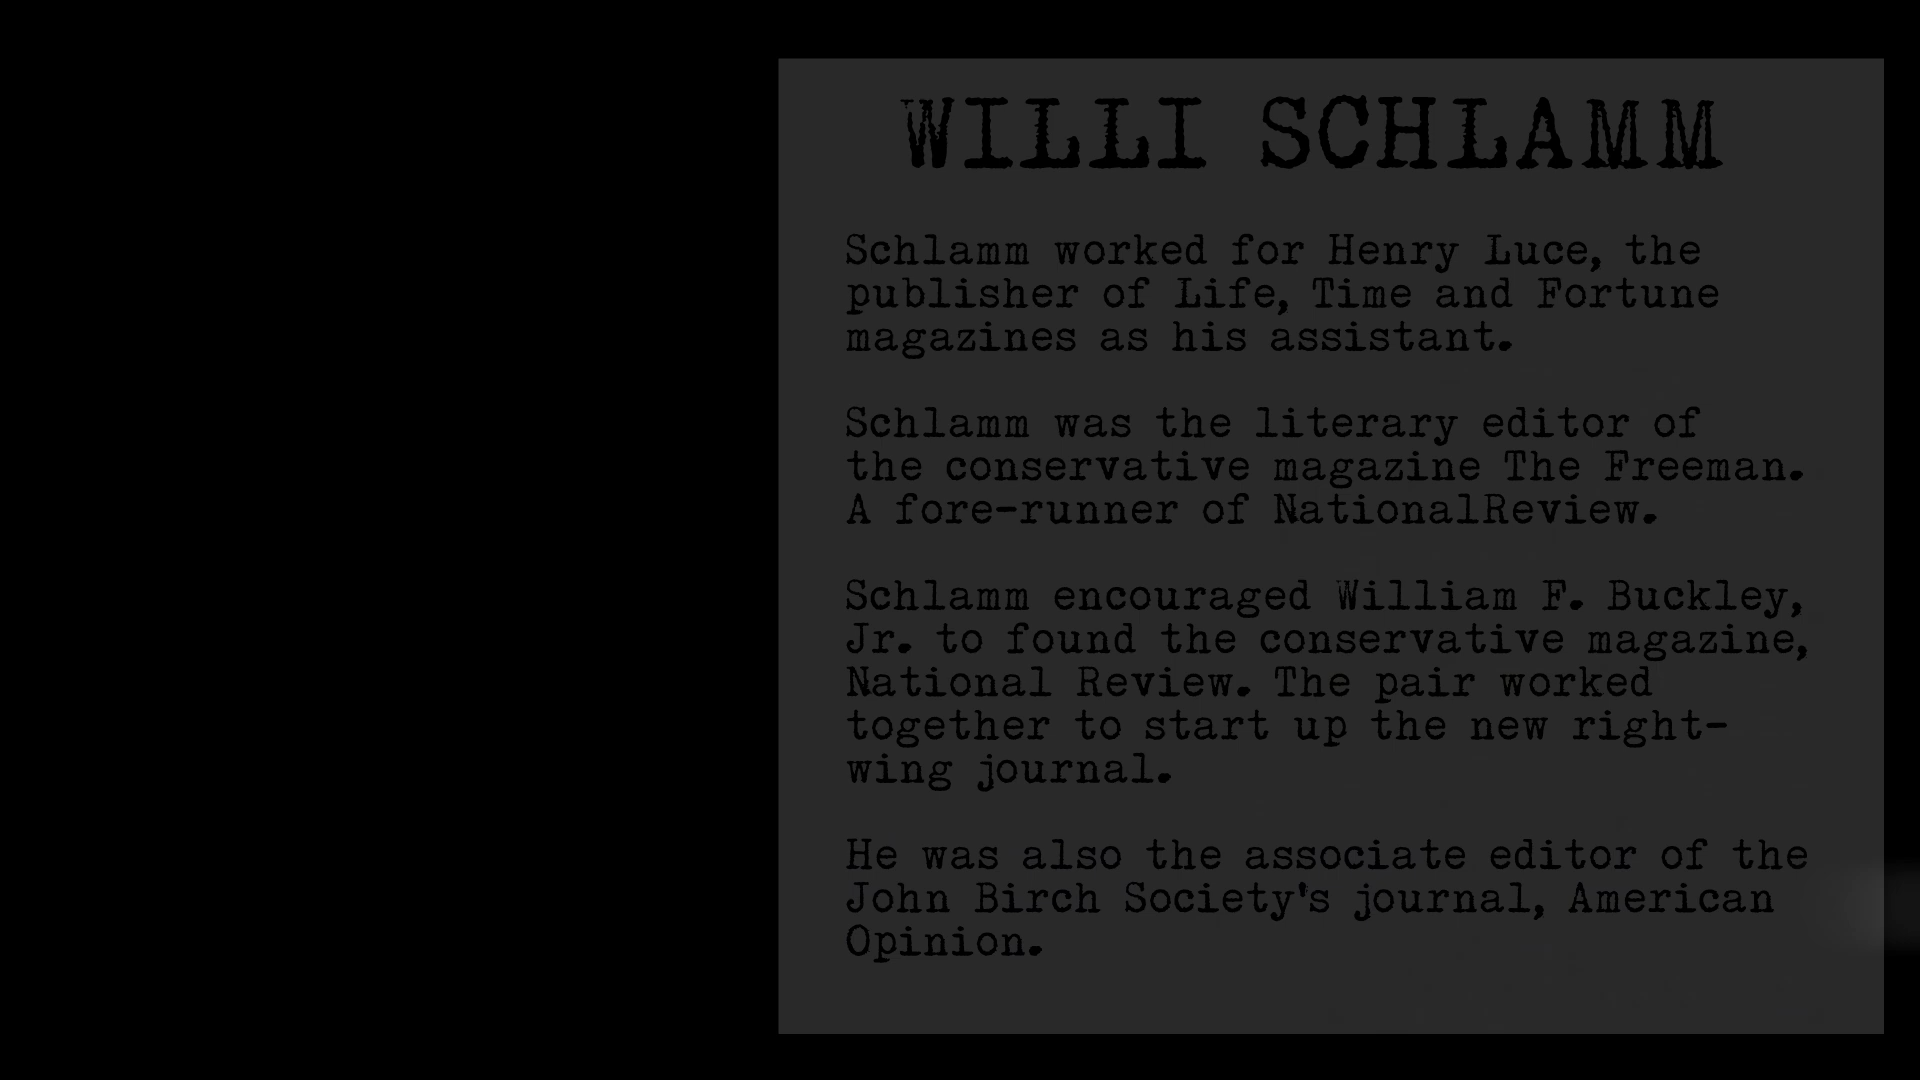 WILLI SCHLAMM
Schlamm worked for Henry Luce, the
publisher of Life, Time and Fortune
magazines as his assistant.
Schlamm was the literary editor of
the conservative magazine The Freeman.
A fore-runner of NationalReview.
Schlamm encouraged William F. Buckley,
Jr. to found the conservative magazine,
National Review. The pair worked
together to start up the new right-
wing journal.
He was also the associate editor of the
John Birch Society's journal, American
Opinion.